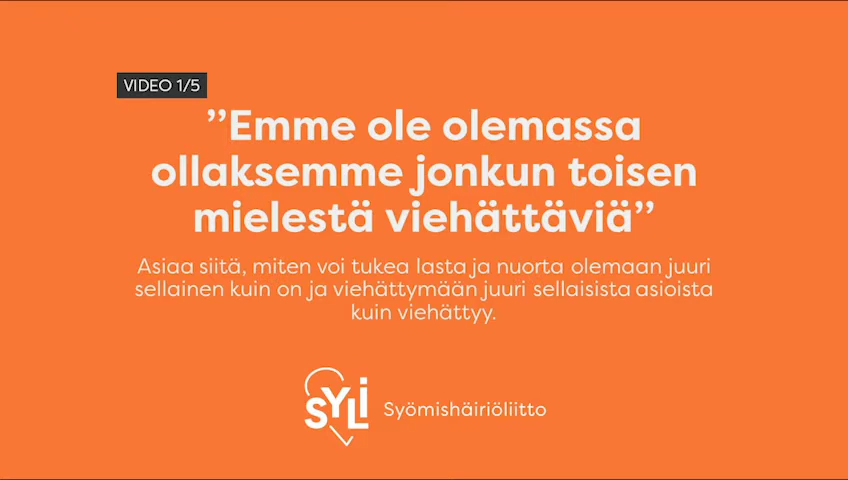 VIDEO 1/5
”Emme ole olemassa
ollaksemme jonkun toisen
mielestä viehättäviä”
Asiaa siitä, miten voi tukea lasta ja nuorta olemaan juuri
sellainen kuin on ja viehättymään juuri sellaisista asioista
kuin viehättyy.
SYLI
Syömishäiriöliitto